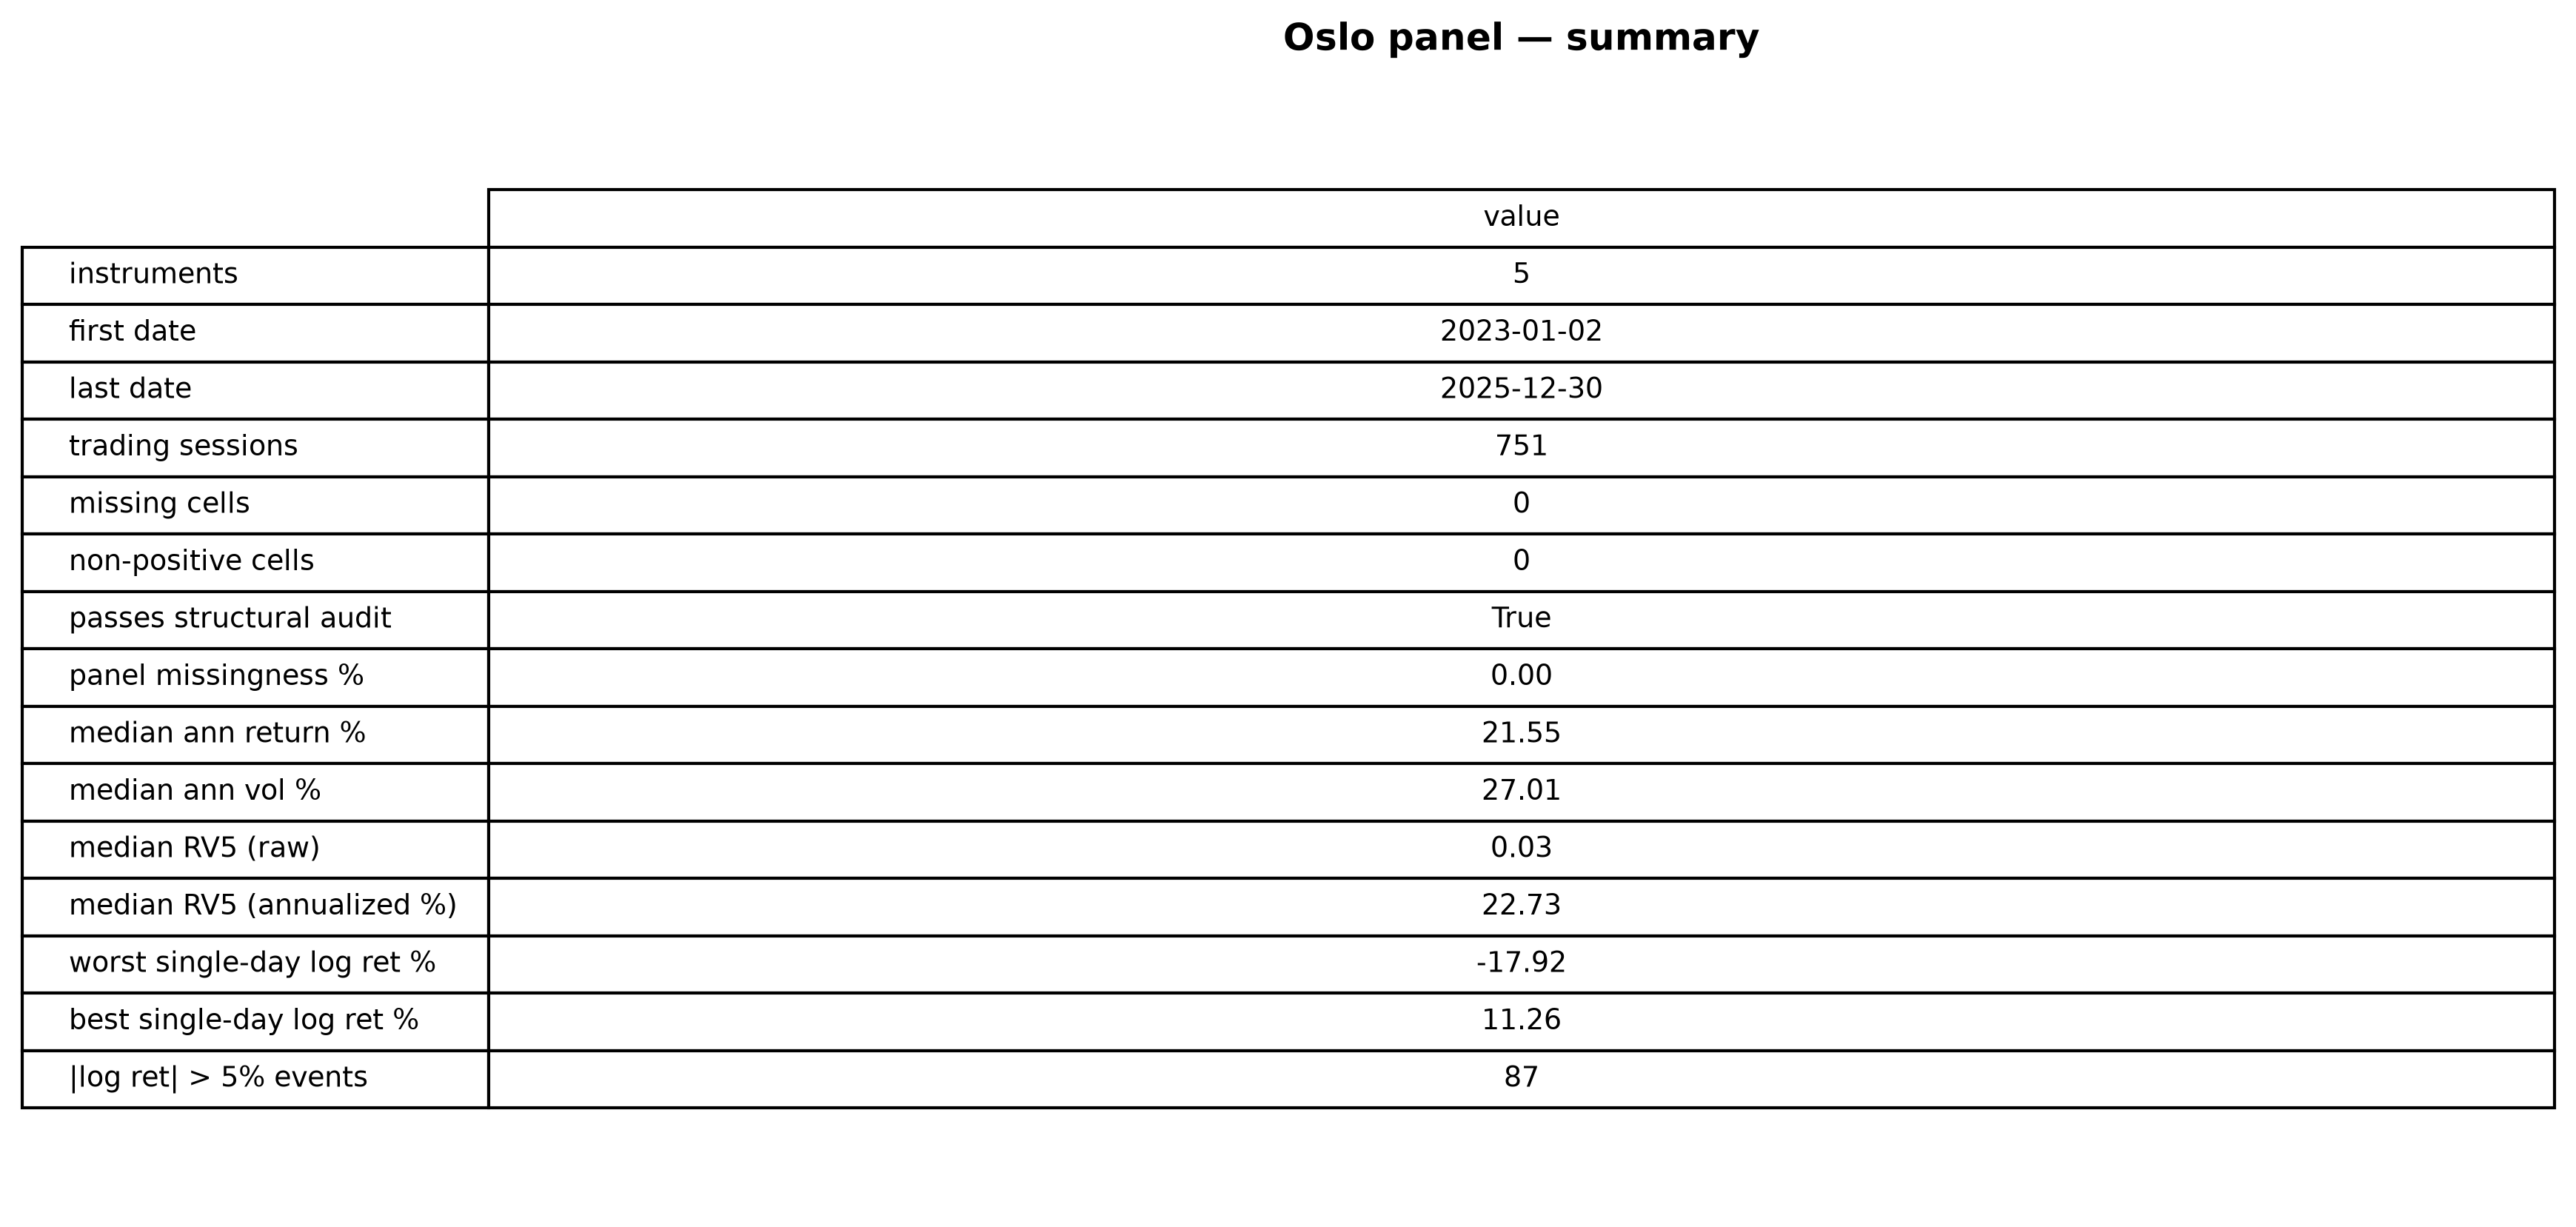 Oslo panel — summary
value
instruments 5
first date 2023-01-02
last date 2025-12-30
trading sessions 751
missing cells 0
non-positive cells 0
passes structural audit True
panel missingness % 0.00
median ann return % 21.55
median ann vol % 27.01
median RV5 (raw) 0.03
median RV5 (annualized %) 22.73
worst single-day log ret % -17.92
best single-day log ret % 11.26
|log ret| > 5% events 87